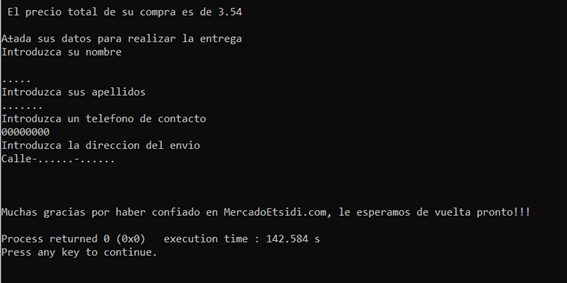 El precio total de su compra es de 3.54
A±ada sus datos para realizar la entrega
Introduzca su nombre
.....
Introduzca sus apellidos
.......
Introduzca un telefono de contacto
00000000
Introduzca la direccion del envio
Calle-......-......
Muchas gracias por haber confiado en MercadoEtsidi.com, le esperamos de vuelta pronto!!!
Process returned 0 (0x0)   execution time : 142.584 s
Press any key to continue.